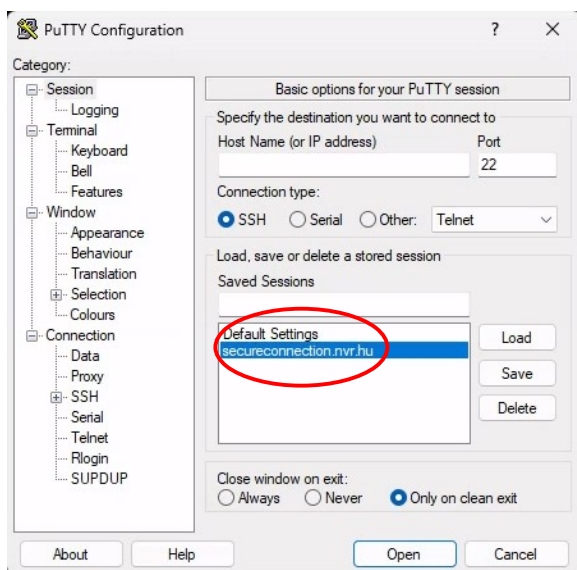 PuTTY Configuration
?
Category:
Session
Logging
Terminal
Keyboard
Bell
Features
Window
Appearance
Behaviour
Translation
Selection
Colours
Connection
Data
Proxy
SSH
Serial
Telnet
Rlogin
SUPDUP
Basic options for your PuTTY session
Specify the destination you want to connect to
Host Name (or IP address) Port
22
Connection type:
SSH Serial Other: Telnet
Load, save or delete a stored session
Saved Sessions
Default Settings
secureconnection.nvr.hu
Load
Save
Delete
Close window on exit:
Always Never Only on clean exit
About Help Open Cancel